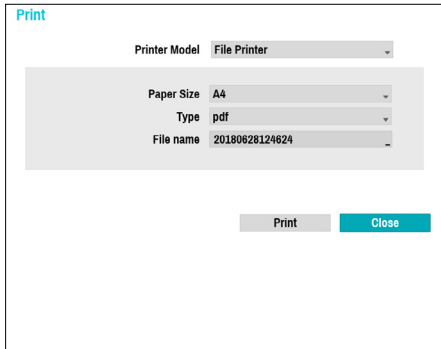 Print
Printer Model File Printer
Paper Size A4
Type pdf
File name 20180628124624
Print Close